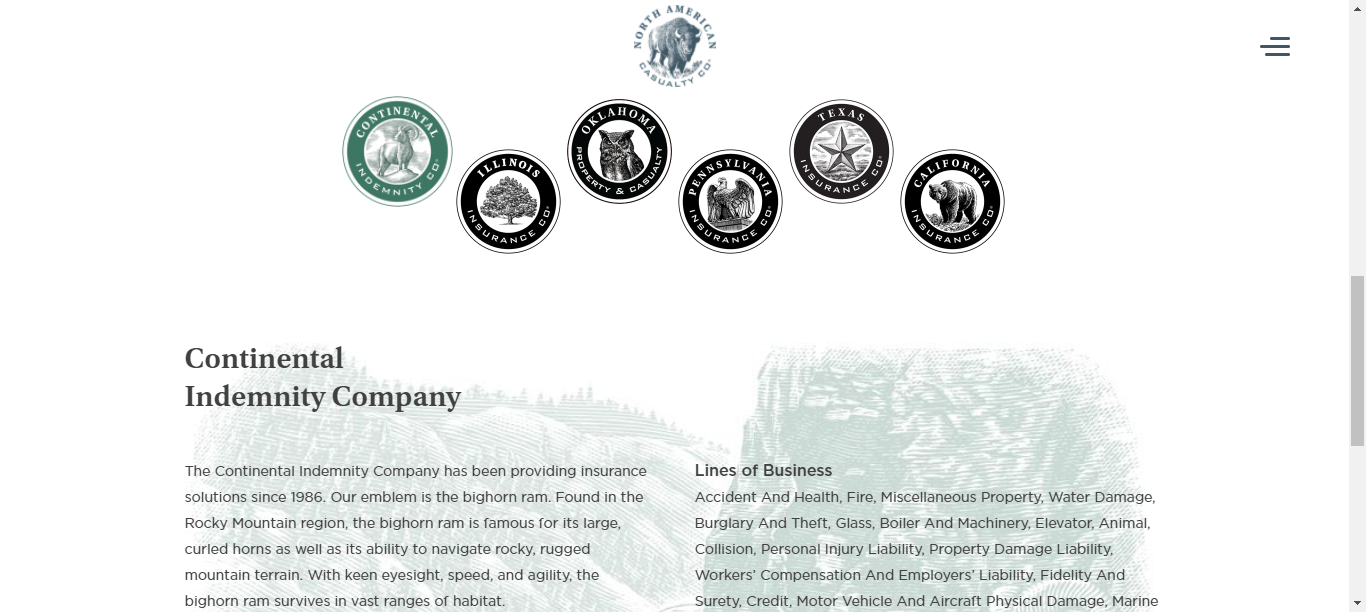 NORTH AMERICAN
CASUALTY CO®
CONTINENTAL
INDEMNITY CO®
ILLINOIS
INSURANCE CO®
OKLAHOMA
PROPERTY & CASUALTY
PENNSYLVANIA
INSURANCE CO®
TEXAS
INSURANCE CO®
CALIFORNIA
INSURANCE CO®
Continental
Indemnity Company
The Continental Indemnity Company has been providing insurance
solutions since 1986. Our emblem is the bighorn ram. Found in the
Rocky Mountain region, the bighorn ram is famous for its large,
curled horns as well as its ability to navigate rocky, rugged
mountain terrain. With keen eyesight, speed, and agility, the
bighorn ram survives in vast ranges of habitat.
Lines of Business
Accident And Health, Fire, Miscellaneous Property, Water Damage,
Burglary And Theft, Glass, Boiler And Machinery, Elevator, Animal,
Collision, Personal Injury Liability, Property Damage Liability,
Workers’ Compensation And Employers’ Liability, Fidelity And
Surety, Credit, Motor Vehicle And Aircraft Physical Damage, Marine